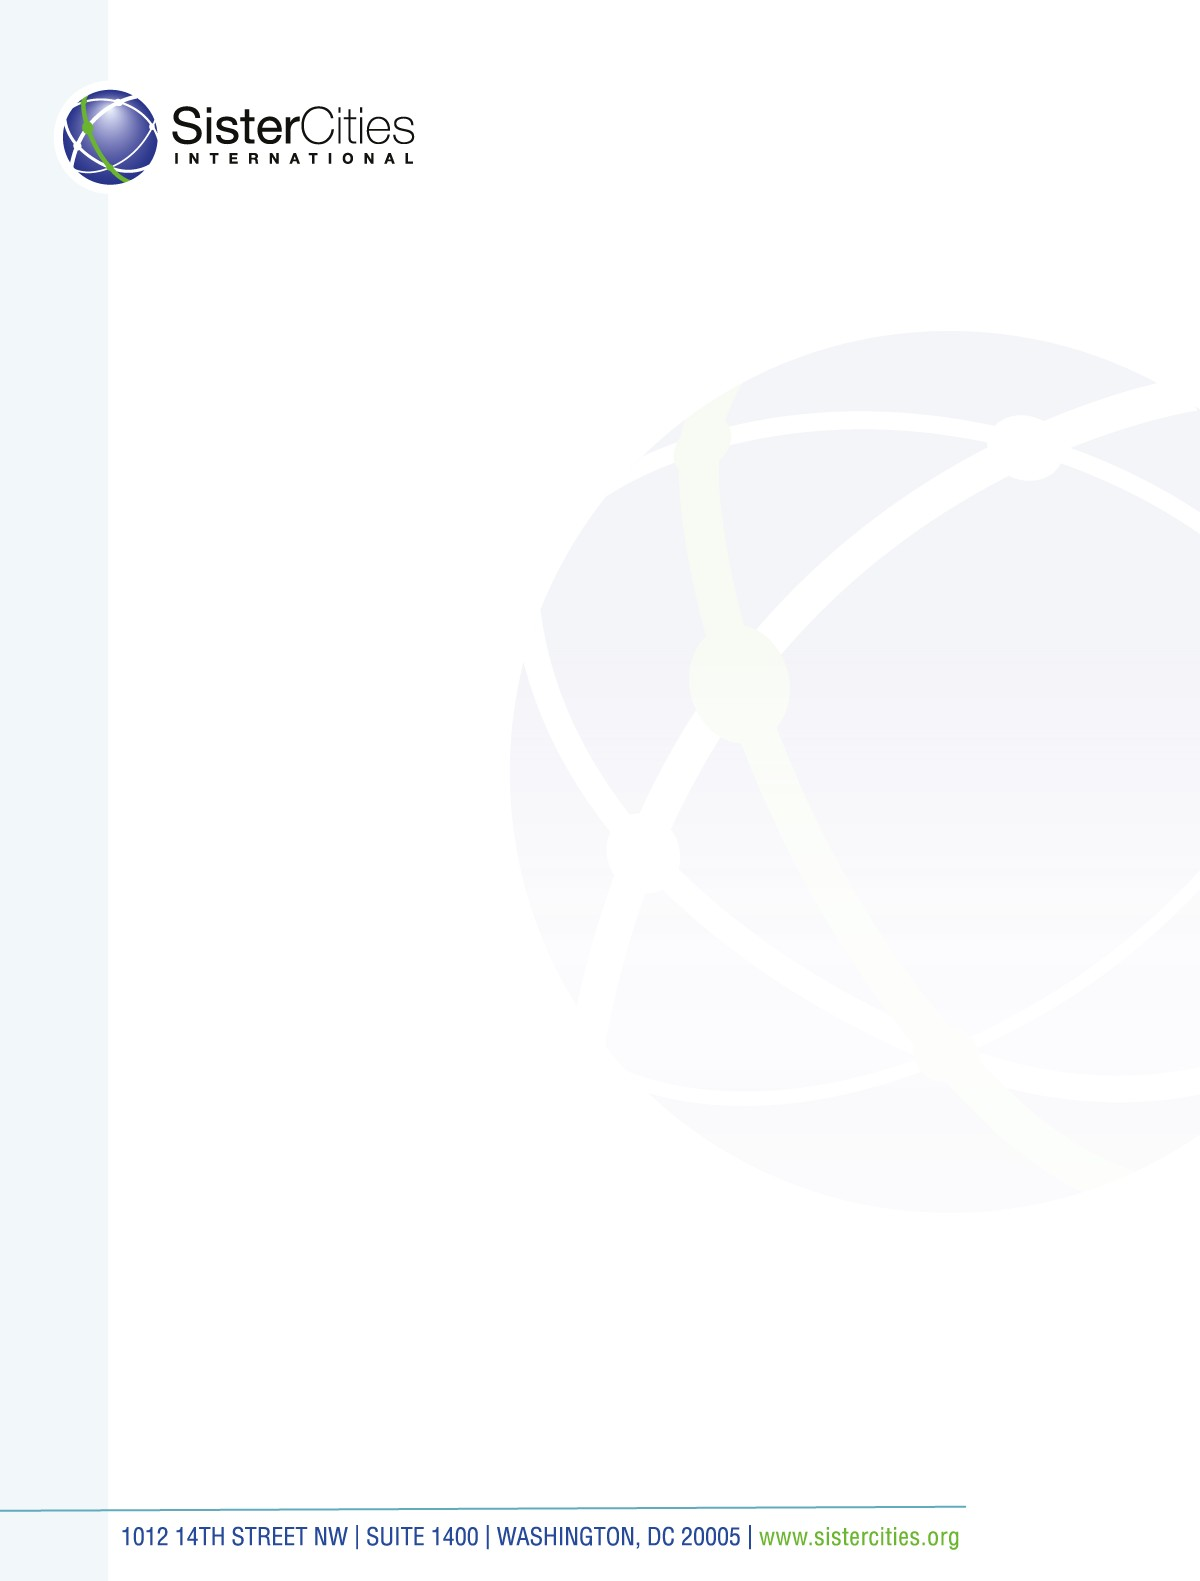 SisterCities
INTERNATIONAL
1012 14TH STREET NW | SUITE 1400 | WASHINGTON, DC 20005 | www.sistercities.org